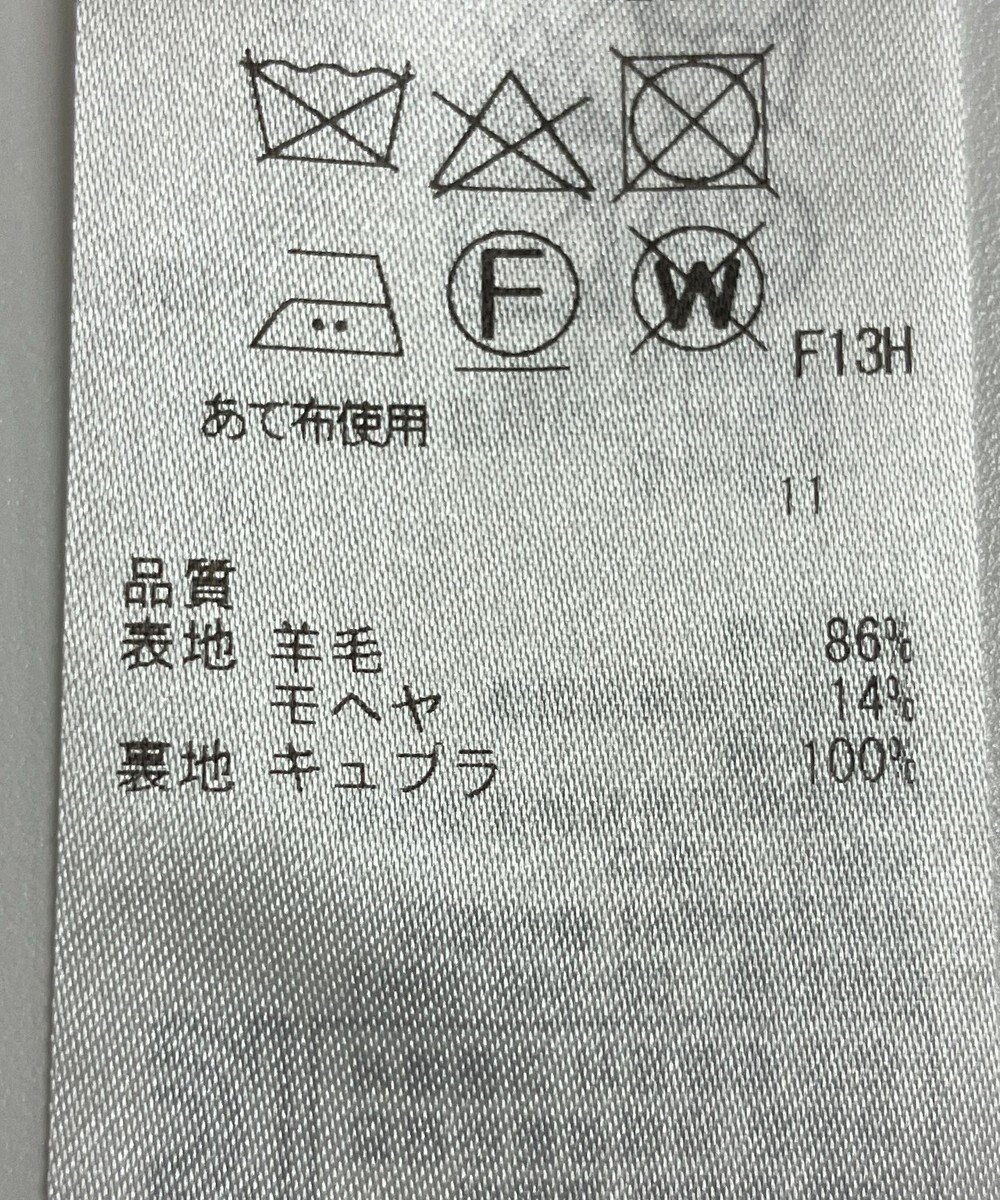 F W F13H
あて布使用
11
品質
表地 羊毛 86%
モヘヤ 14%
裏地 キュプラ 100%